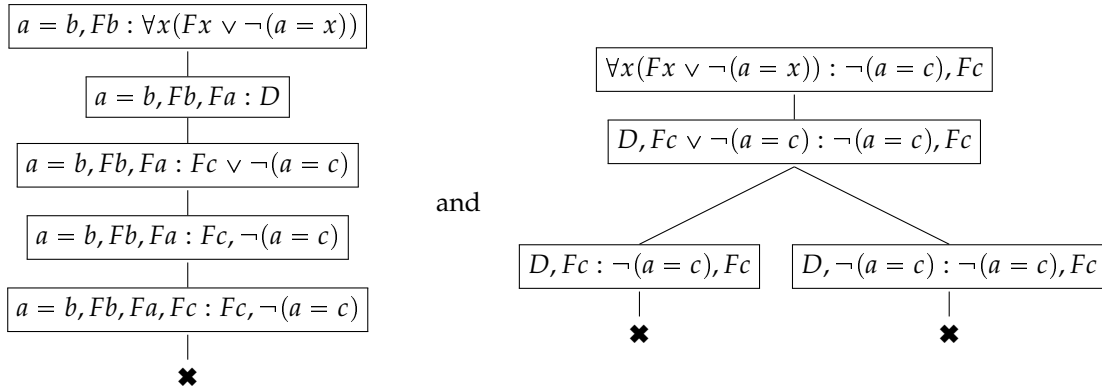 a = b, Fb : ∀x(Fx ∨ ¬(a = x))
a = b, Fb, Fa : D
a = b, Fb, Fa : Fc ∨ ¬(a = c)
a = b, Fb, Fa : Fc, ¬(a = c)
a = b, Fb, Fa, Fc : Fc, ¬(a = c)
✖
and
∀x(Fx ∨ ¬(a = x)) : ¬(a = c), Fc
D, Fc ∨ ¬(a = c) : ¬(a = c), Fc
D, Fc : ¬(a = c), Fc D, ¬(a = c) : ¬(a = c), Fc
✖ ✖